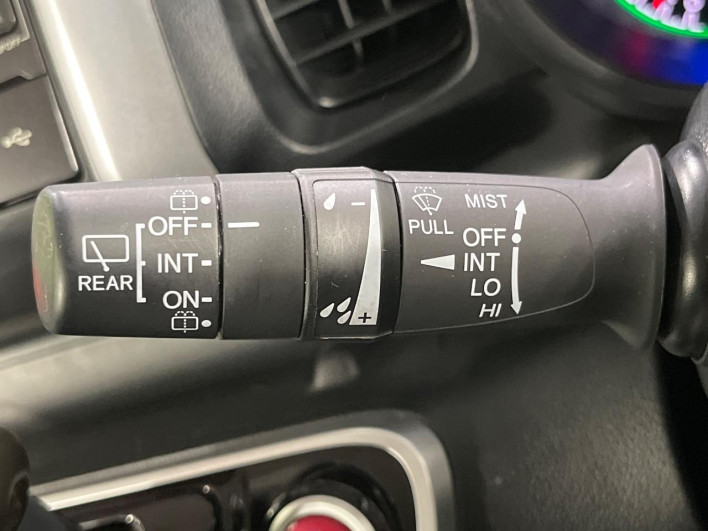 OFF
INT
REAR
ON
−
+
PULL
MIST
OFF
INT
LO
HI